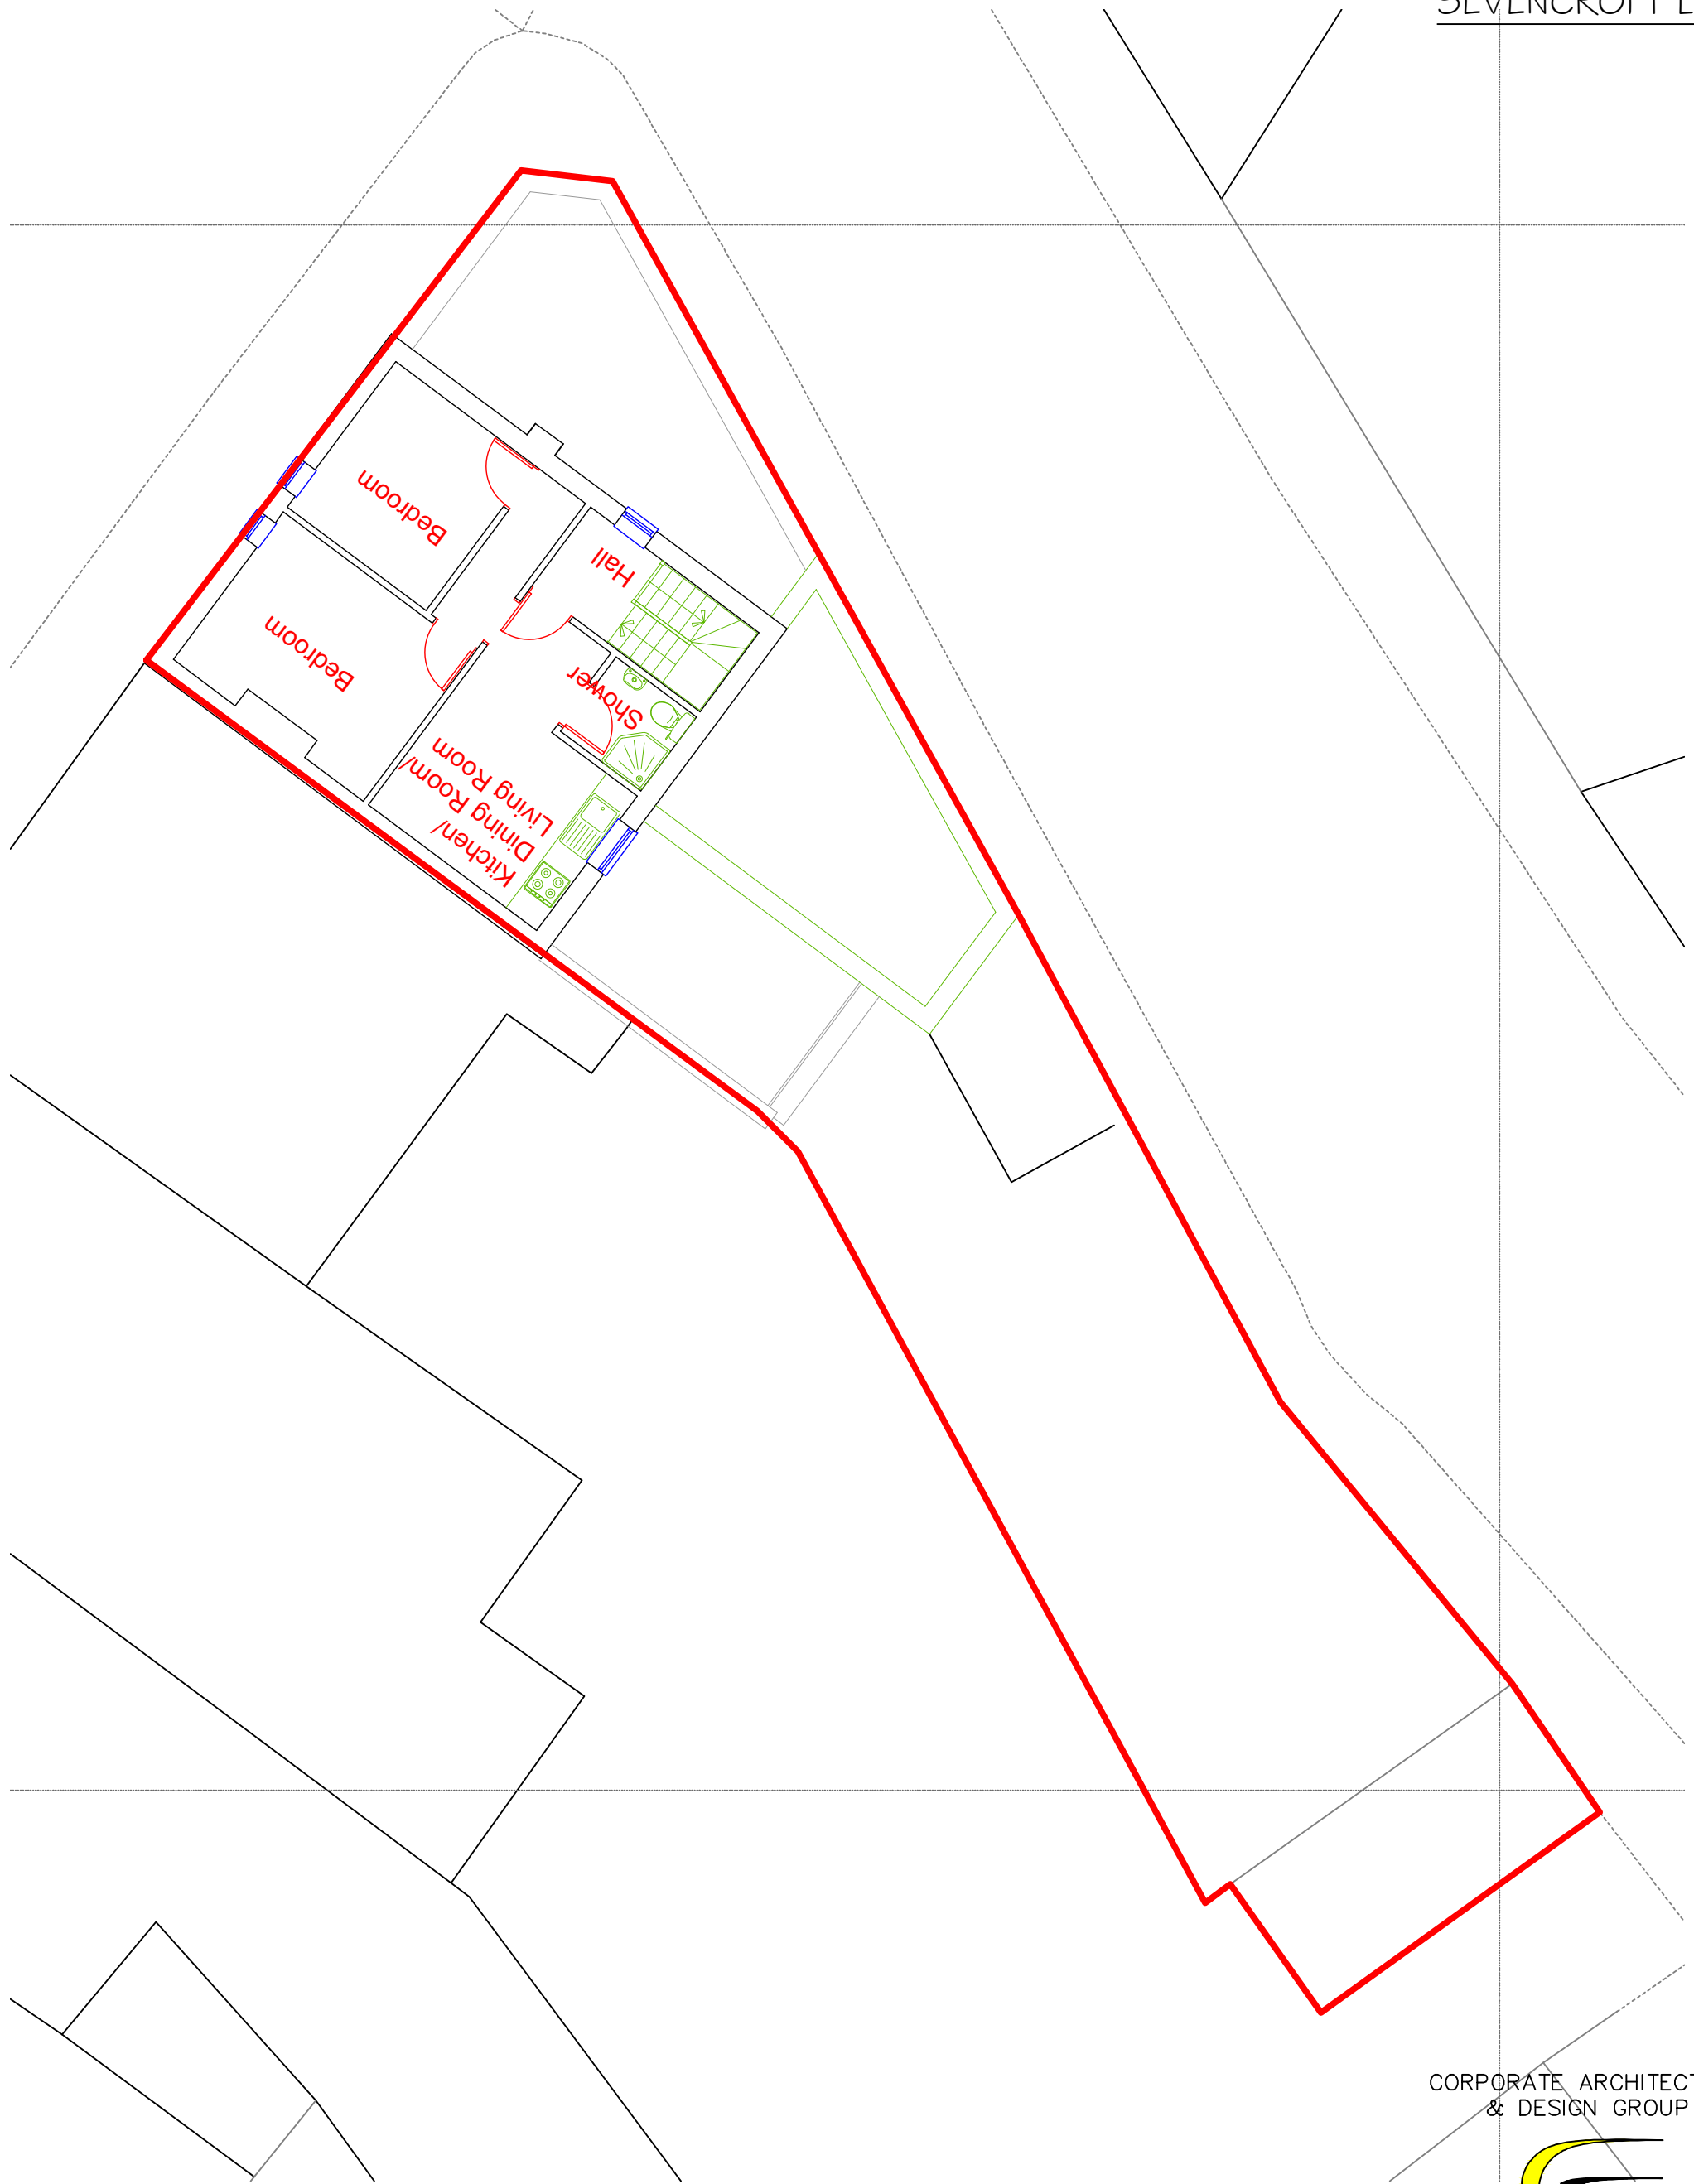 Bedroom
Hall
Bedroom
Shower
Kitchen/
Dining Room/
Living Room
CORPORATE ARCHITECT
& DESIGN GROUP